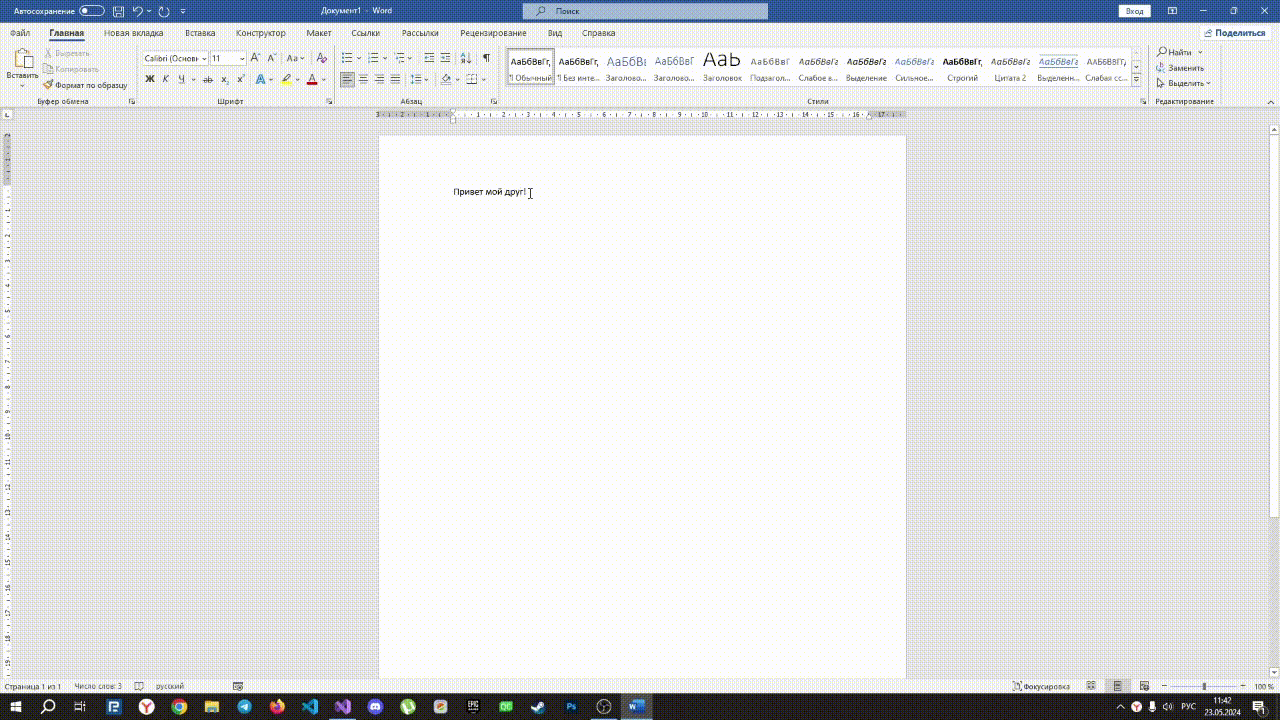 Автосохранение
Документ1 - Word
Поиск
Вход
Файл Главная Новая вкладка Вставка Конструктор Макет Ссылки Рассылки Рецензирование Вид Справка
Поделиться
Вставить
Вырезать
Копировать
Формат по образцу
Буфер обмена
Calibri (Основн 11
Aa
Ж К Ч
Шрифт
Абзац
АаБбВвГг, АаБбВвГг, АаБбВı АаБбВвГ АаЬ АаБбВвГ АаБбВвГг АаБбВвГг АаБбВвГг АаБбВвГг, АаБбВвГг АаБбВвГг ААББВВГГ,
¶ Обычный ¶ Без инте... Заголово... Заголово... Заголовок Подзагол... Слабое в... Выделение Сильное... Строгий Цитата 2 Выделенн... Слабая сс...
Стили
Найти
Заменить
Выделить
Редактирование
Привет мой друг!
Страница 1 из 1 Число слов: 3 русский
Фокусировка
100 %
РУС
11:42
23.05.2024